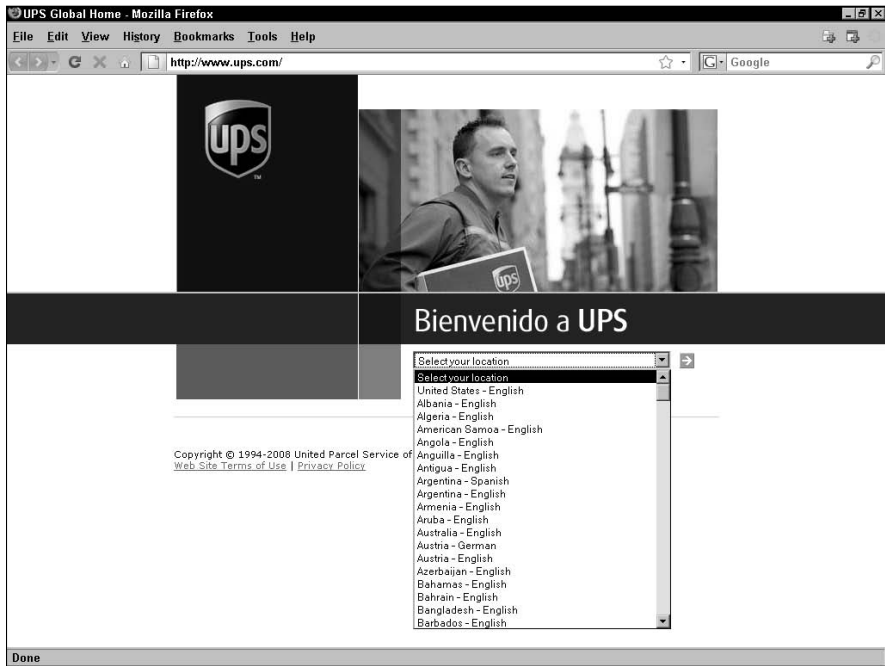 UPS Global Home - Mozilla Firefox
File Edit View History Bookmarks Tools Help
http://www.ups.com/
G Google
ups
TM
ups
Bienvenido a UPS
Select your location
Select your location
United States - English
Albania - English
Algeria - English
American Samoa - English
Angola - English
Anguilla - English
Antigua - English
Argentina - Spanish
Argentina - English
Armenia - English
Aruba - English
Australia - English
Austria - German
Austria - English
Azerbaijan - English
Bahamas - English
Bahrain - English
Bangladesh - English
Barbados - English
Copyright © 1994-2008 United Parcel Service of
Web Site Terms of Use | Privacy Policy
Done